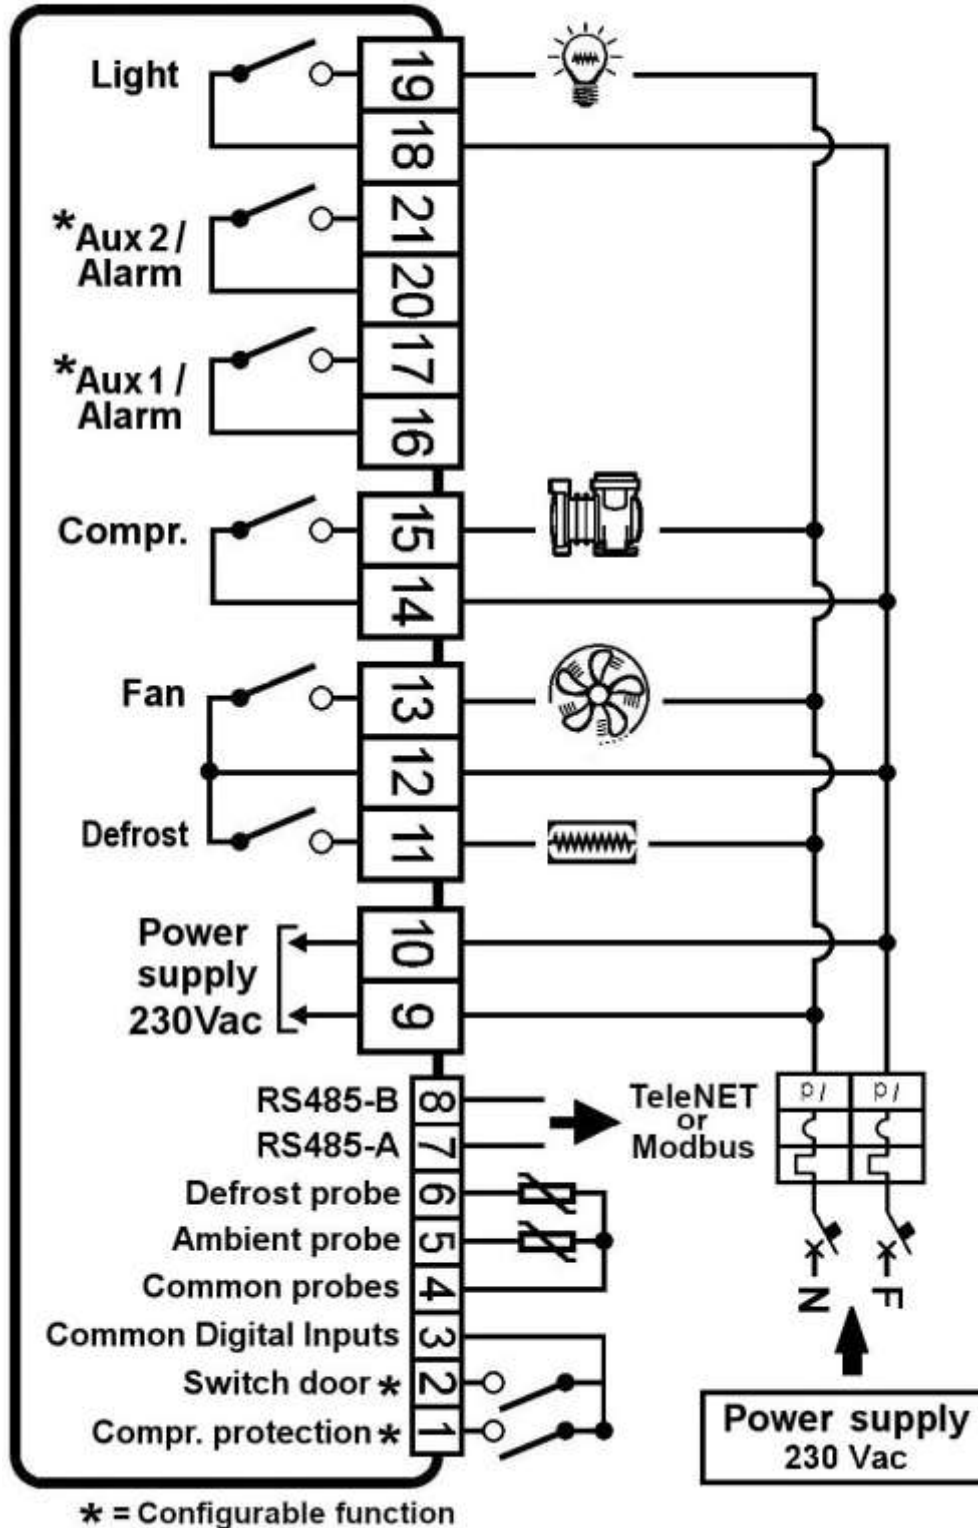 Light
19
18
*Aux 2 /
Alarm
21
20
*Aux 1 /
Alarm
17
16
Compr.
15
14
Fan
13
12
Defrost
11
Power
supply
230Vac
10
9
RS485-B 8
RS485-A 7
TeleNET
or
Modbus
Defrost probe 6
Ambient probe 5
Common probes 4
Common Digital Inputs 3
Switch door * 2
Compr. protection * 1
N F
Power supply
230 Vac
* = Configurable function